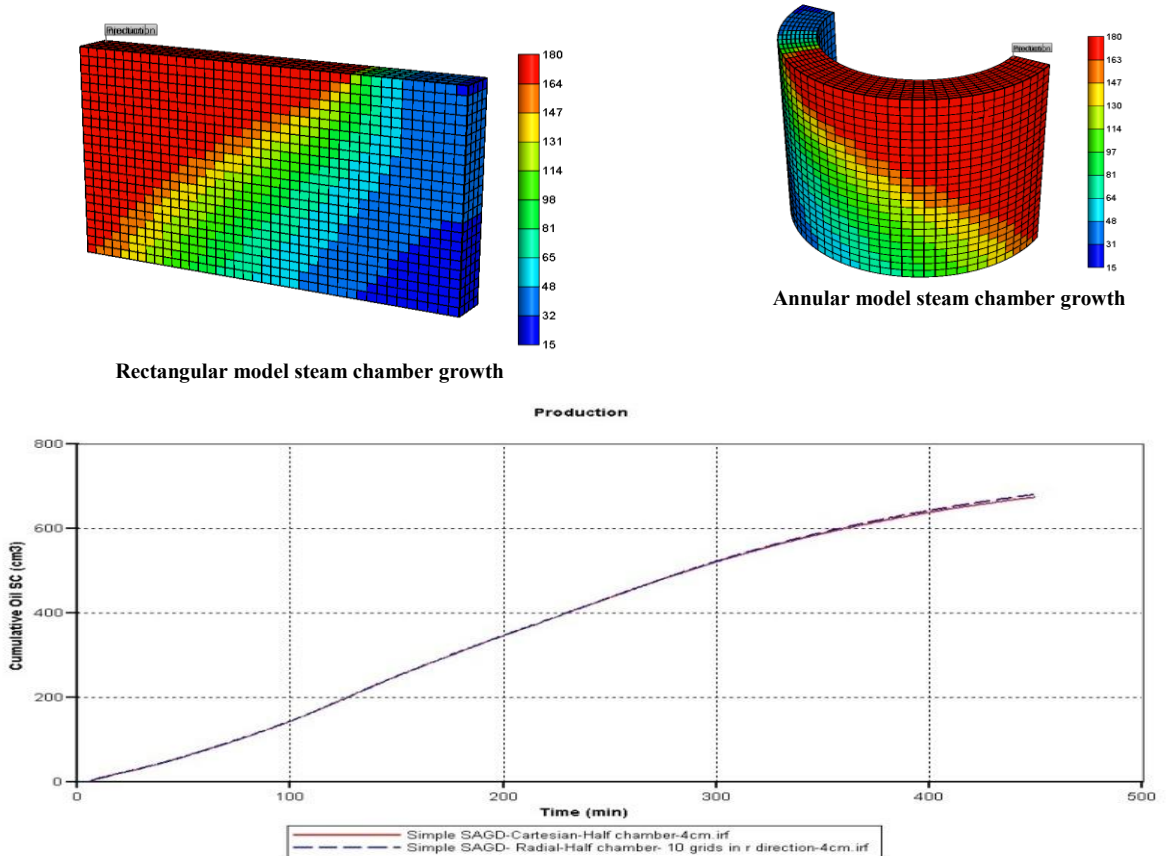 Production
180
164
147
131
114
98
81
65
48
32
15
Rectangular model steam chamber growth
Production
180
163
147
130
114
97
81
64
48
31
15
Annular model steam chamber growth
Production
Cumulative Oil SC (cm3)
800
600
400
200
0
0 100 200 300 400 500
Time (min)
Simple SAGD-Cartesian-Half chamber-4cm.irf
Simple SAGD- Radial-Half chamber- 10 grids in r direction-4cm.irf